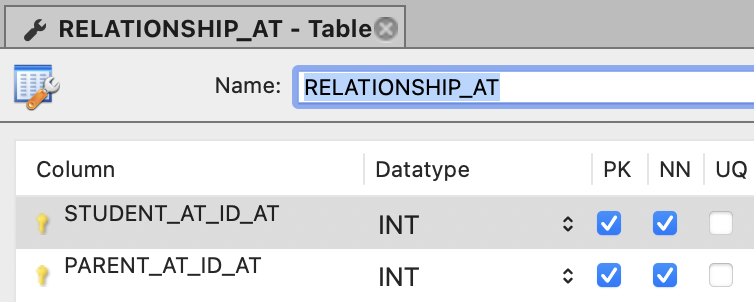 RELATIONSHIP_AT - Table
Name: RELATIONSHIP_AT
Column Datatype PK NN UQ
STUDENT_AT_ID_AT INT
PARENT_AT_ID_AT INT